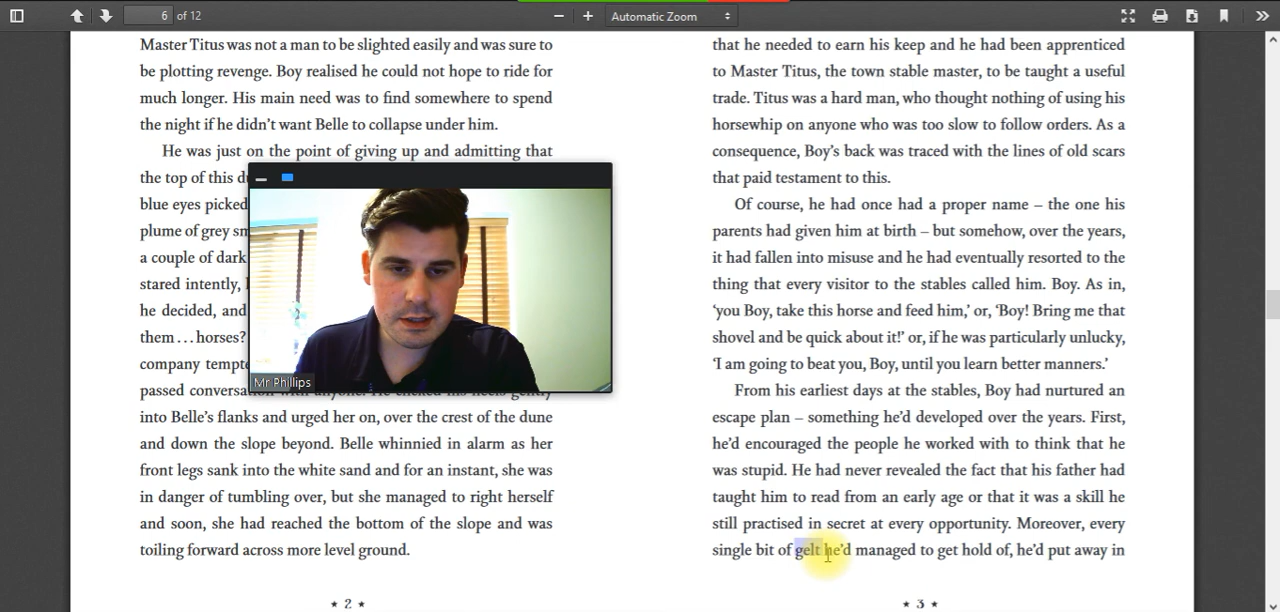 6 of 12
Automatic Zoom
Master Titus was not a man to be slighted easily and was sure to
be plotting revenge. Boy realised he could not hope to ride for
much longer. His main need was to find somewhere to spend
the night if he didn’t want Belle to collapse under him.
He was just on the point of giving up and admitting that
the top of this
blue eyes picked
plume of grey
a couple of dark
stared intently,
he decided, and
them . . . horses?
company
passed
into Belle’s flanks and urged her on, over the crest of the dune
and down the slope beyond. Belle whinnied in alarm as her
front legs sank into the white sand and for an instant, she was
in danger of tumbling over, but she managed to right herself
and soon, she had reached the bottom of the slope and was
toiling forward across more level ground.
★ 2 ★
Mr Phillips
that he needed to earn his keep and he had been apprenticed
to Master Titus, the town stable master, to be taught a useful
trade. Titus was a hard man, who thought nothing of using his
horsewhip on anyone who was too slow to follow orders. As a
consequence, Boy’s back was traced with the lines of old scars
that paid testament to this.
Of course, he had once had a proper name – the one his
parents had given him at birth – but somehow, over the years,
it had fallen into misuse and he had eventually resorted to the
thing that every visitor to the stables called him. Boy. As in,
‘you Boy, take this horse and feed him,’ or, ‘Boy! Bring me that
shovel and be quick about it!’ or, if he was particularly unlucky,
‘I am going to beat you, Boy, until you learn better manners.’
From his earliest days at the stables, Boy had nurtured an
escape plan – something he’d developed over the years. First,
he’d encouraged the people he worked with to think that he
was stupid. He had never revealed the fact that his father had
taught him to read from an early age or that it was a skill he
still practised in secret at every opportunity. Moreover, every
single bit of gelt he’d managed to get hold of, he’d put away in
★ 3 ★